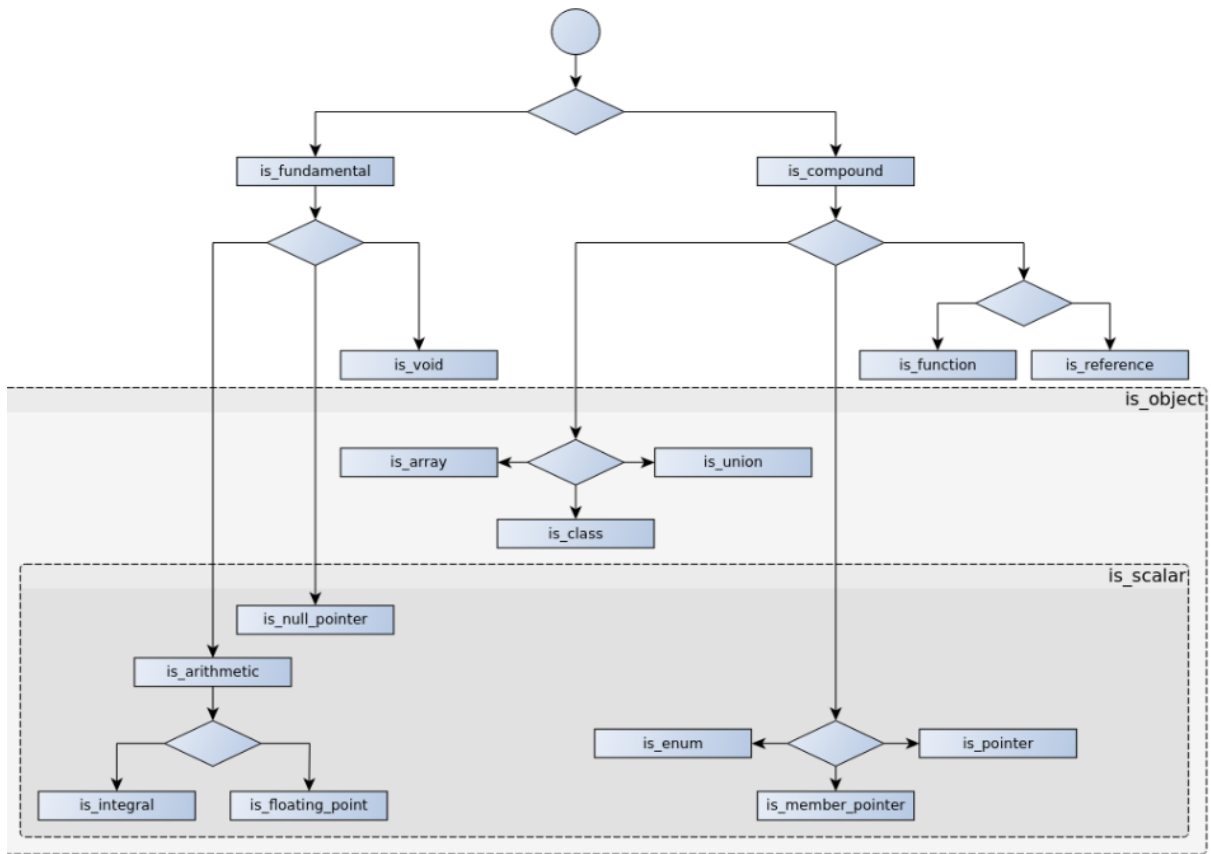 is_fundamental
is_compound
is_void
is_function
is_reference
is_object
is_array
is_union
is_class
is_scalar
is_null_pointer
is_arithmetic
is_enum
is_pointer
is_integral
is_floating_point
is_member_pointer